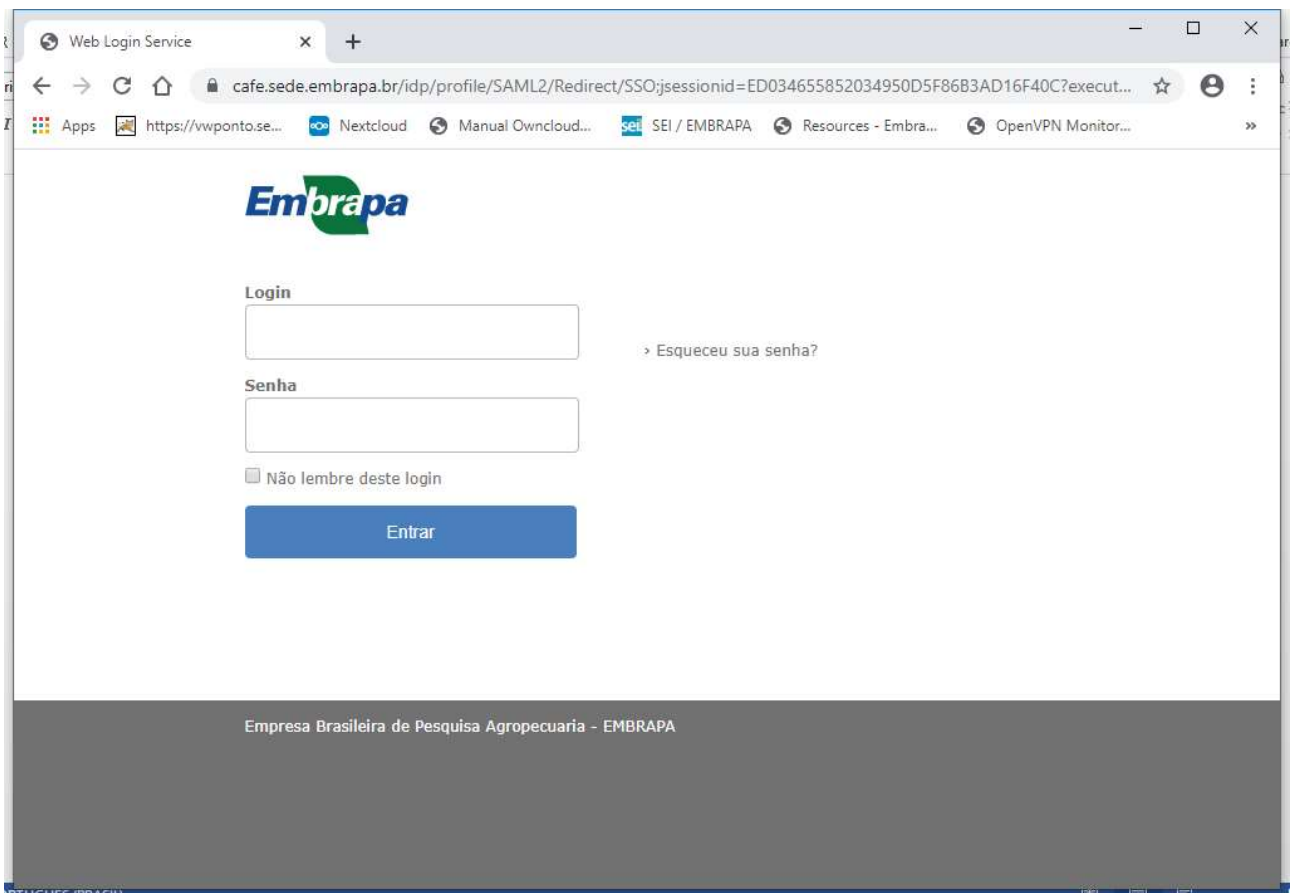 Web Login Service
cafe.sede.embrapa.br/idp/profile/SAML2/Redirect/SSO;jsessionid=ED034655852034950D5F86B3AD16F40C?execut...
Apps https://vwponto.se... Nextcloud Manual Owncloud... sei SEI / EMBRAPA Resources - Embra... OpenVPN Monitor... »
Embrapa
Login
› Esqueceu sua senha?
Senha
Não lembre deste login
Entrar
Empresa Brasileira de Pesquisa Agropecuaria - EMBRAPA